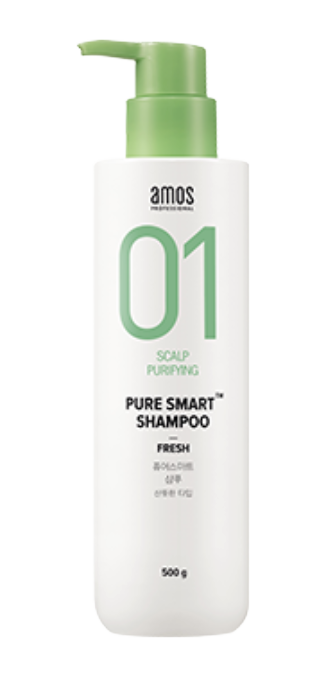 amos
PROFESSIONAL
01
SCALP
PURIFYING
PURE SMART™
SHAMPOO
FRESH
퓨어스마트
샴푸
산뜻한 타입
500 g